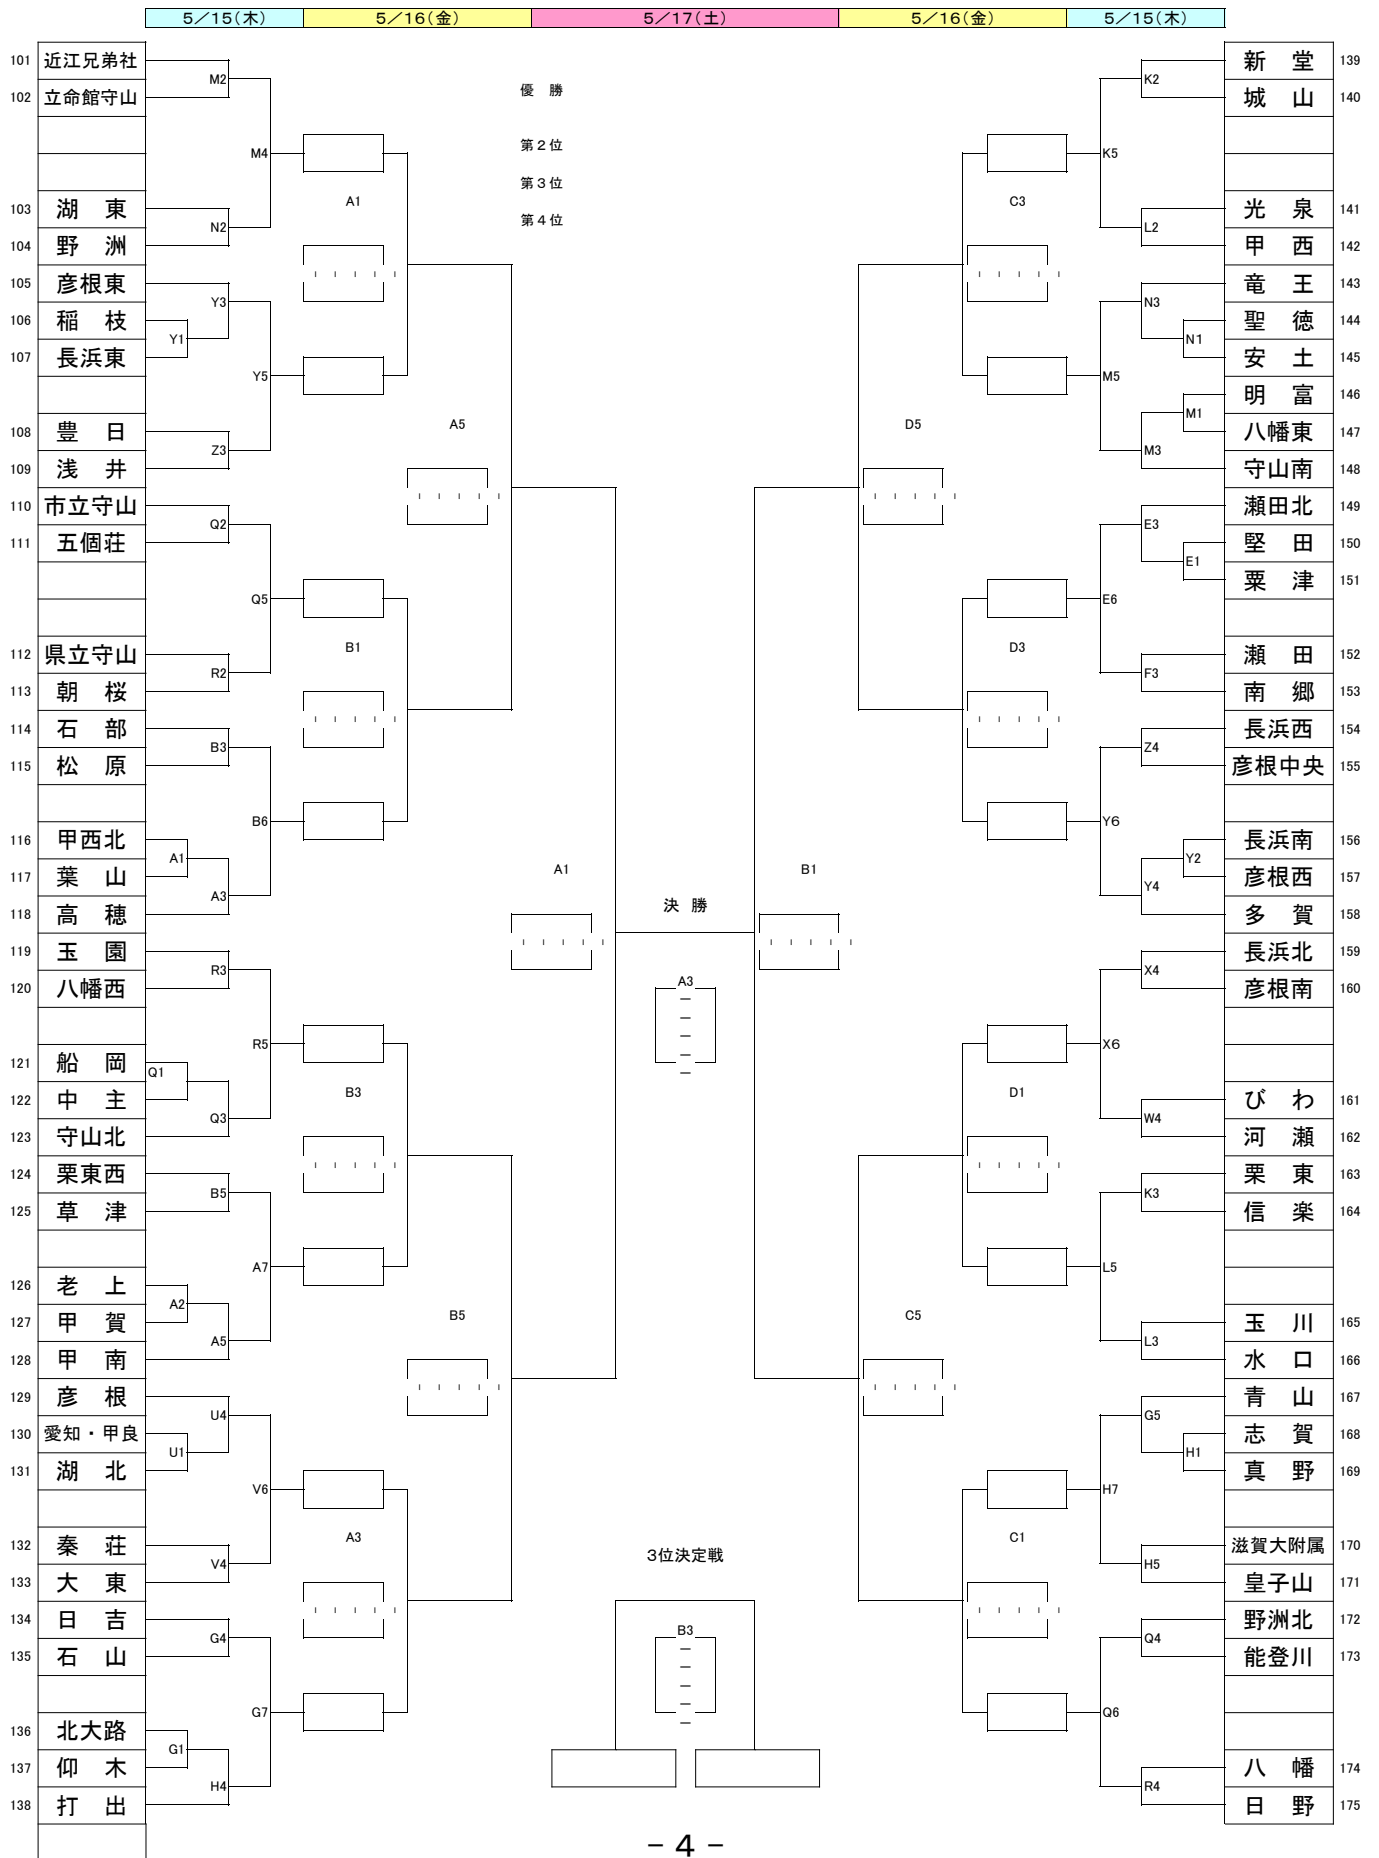 5／15(木) 5／16(金) 5／17(土) 5／16(金) 5／15(木)
優 勝
第２位
第３位
第４位
101 近江兄弟社
102 立命館守山
103 湖 東
104 野 洲
105 彦根東
106 稲 枝
107 長浜東
108 豊 日
109 浅 井
110 市立守山
111 五個荘
112 県立守山
113 朝 桜
114 石 部
115 松 原
116 甲西北
117 葉 山
118 高 穂
119 玉 園
120 八幡西
121 船 岡
122 中 主
123 守山北
124 栗東西
125 草 津
126 老 上
127 甲 賀
128 甲 南
129 彦 根
130 愛知・甲良
131 湖 北
132 秦 荘
133 大 東
134 日 吉
135 石 山
136 北大路
137 仰 木
138 打 出
M2
M4
N2
Y3
Y1
Y5
Z3
Q2
Q5
R2
B3
B6
A1
A3
R3
R5
Q1
Q3
B5
A7
A2
A5
U4
U1
V6
V4
G4
G7
G1
H4
A1
B1
B3
A3
A5
B5
A1
決 勝
A3
B1
3位決定戦
B3
D5
C5
C3
D3
D1
C1
K2
K5
L2
N3
N1
M5
M1
M3
E3
E1
E6
F3
Z4
Y6
Y2
Y4
X4
X6
W4
K3
L5
L3
G5
H1
H7
H5
Q4
Q6
R4
新 堂 139
城 山 140
光 泉 141
甲 西 142
竜 王 143
聖 徳 144
安 土 145
明 富 146
八幡東 147
守山南 148
瀬田北 149
堅 田 150
粟 津 151
瀬 田 152
南 郷 153
長浜西 154
彦根中央 155
長浜南 156
彦根西 157
多 賀 158
長浜北 159
彦根南 160
び わ 161
河 瀬 162
栗 東 163
信 楽 164
玉 川 165
水 口 166
青 山 167
志 賀 168
真 野 169
滋賀大附属 170
皇子山 171
野洲北 172
能登川 173
八 幡 174
日 野 175
- 4 -